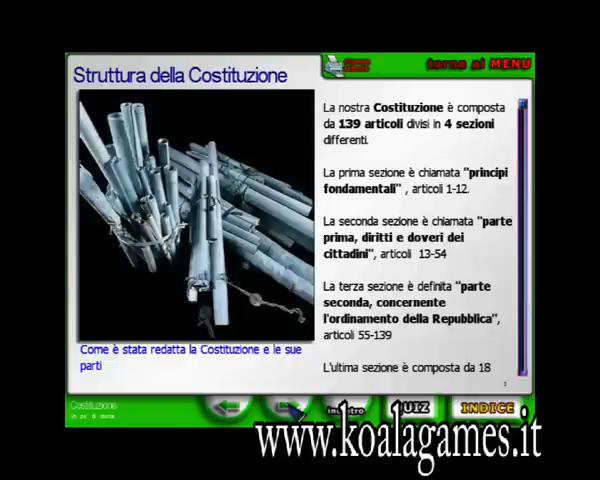 Struttura della Costituzione
torna al MENU
La nostra Costituzione è composta
da 139 articoli divisi in 4 sezioni
differenti.
La prima sezione è chiamata "principi
fondamentali" , articoli 1-12.
La seconda sezione è chiamata "parte
prima, diritti e doveri dei
cittadini", articoli 13-54
La terza sezione è definita "parte
seconda, concernente
l'ordinamento della Repubblica",
articoli 55-139
L'ultima sezione è composta da 18
Come è stata redatta la Costituzione e le sue
parti
Costituzione
QUIZ
INDICE
www.koalagames.it